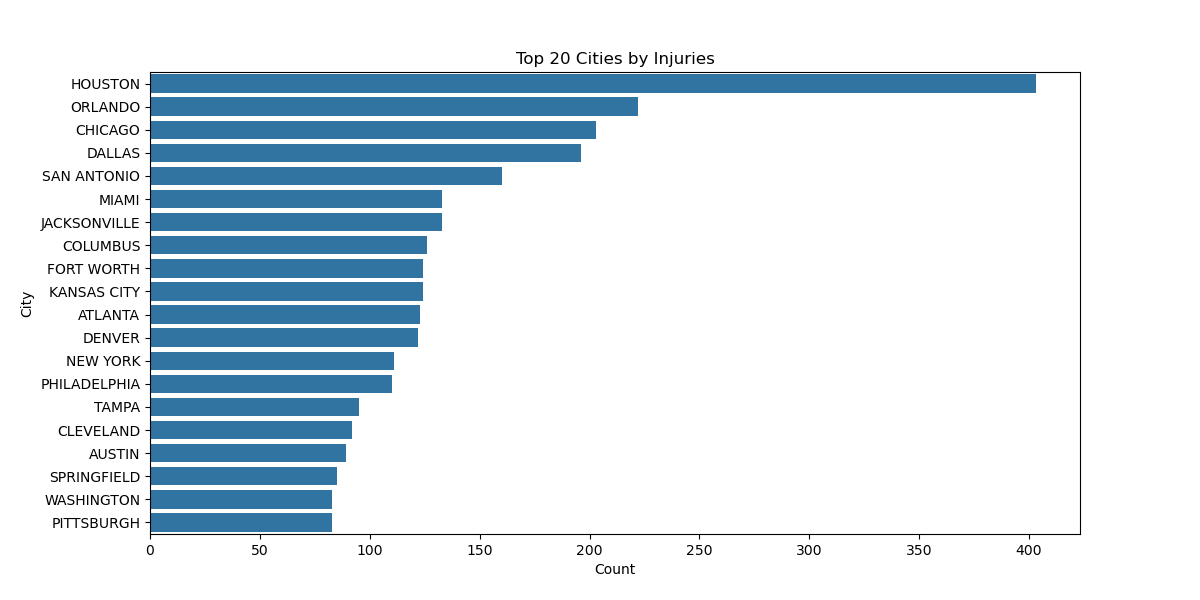 Top 20 Cities by Injuries
City
HOUSTON
ORLANDO
CHICAGO
DALLAS
SAN ANTONIO
MIAMI
JACKSONVILLE
COLUMBUS
FORT WORTH
KANSAS CITY
ATLANTA
DENVER
NEW YORK
PHILADELPHIA
TAMPA
CLEVELAND
AUSTIN
SPRINGFIELD
WASHINGTON
PITTSBURGH
0 50 100 150 200 250 300 350 400
Count